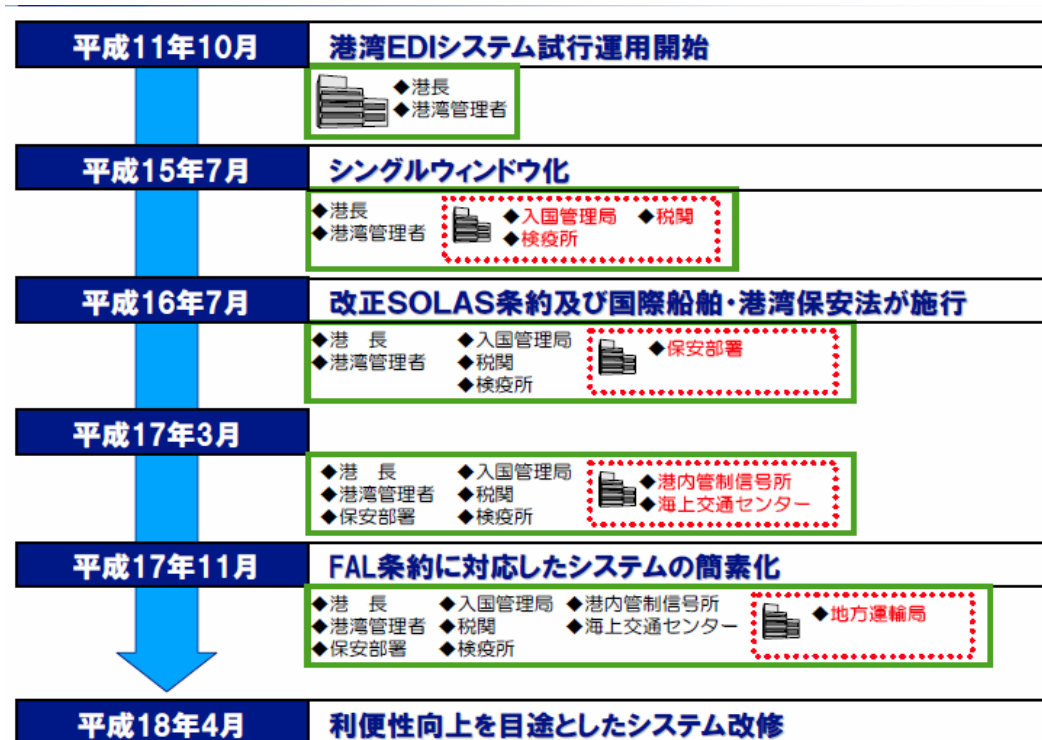 平成11年10月 港湾EDIシステム試行運用開始
◆港長
◆港湾管理者
平成15年7月 シングルウィンドウ化
◆港長 ◆入国管理局 ◆税関
◆港湾管理者 ◆検疫所
平成16年7月 改正SOLAS条約及び国際船舶・港湾保安法が施行
◆港 長 ◆入国管理局 ◆保安部署
◆港湾管理者 ◆税関
◆検疫所
平成17年3月
◆港 長 ◆入国管理局 ◆港内管制信号所
◆港湾管理者 ◆税関 ◆海上交通センター
◆保安部署 ◆検疫所
平成17年11月 FAL条約に対応したシステムの簡素化
◆港 長 ◆入国管理局 ◆港内管制信号所 ◆地方運輸局
◆港湾管理者 ◆税関 ◆海上交通センター
◆保安部署 ◆検疫所
平成18年4月 利便性向上を目途としたシステム改修